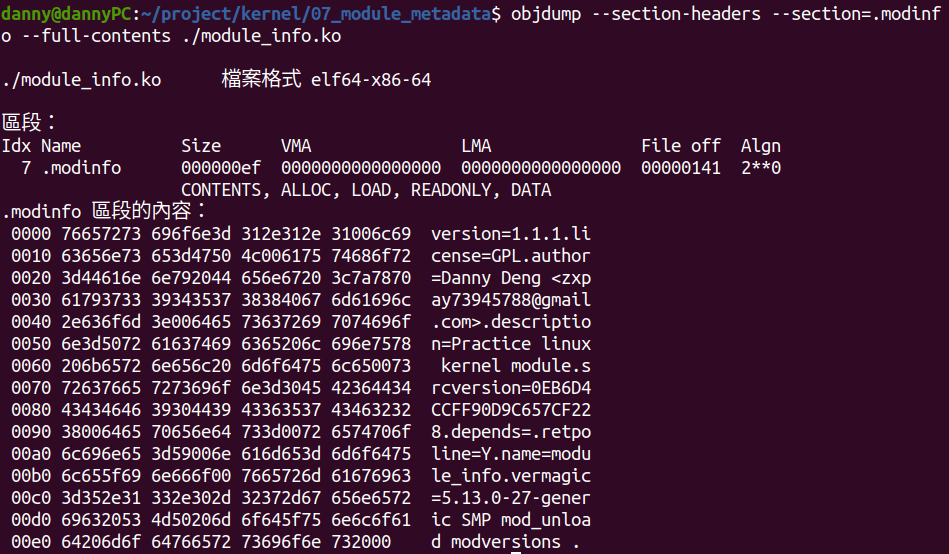 danny@dannyPC:~/project/kernel/07_module_metadata$ objdump --section-headers --section=.modinf
o --full-contents ./module_info.ko
./module_info.ko      檔案格式 elf64-x86-64
區段：
Idx Name          Size      VMA               LMA               File off  Algn
  7 .modinfo      000000ef  0000000000000000  0000000000000000  00000141  2**0
                  CONTENTS, ALLOC, LOAD, READONLY, DATA
.modinfo 區段的內容：
 0000 76657273 696f6e3d 312e312e 31006c69  version=1.1.1.li
 0010 63656e73 653d4750 4c006175 74686f72  cense=GPL.author
 0020 3d44616e 6e792044 656e6720 3c7a7870  =Danny Deng <zxp
 0030 61793733 39343537 38384067 6d61696c  ay73945788@gmail
 0040 2e636f6d 3e006465 73637269 7074696f  .com>.descriptio
 0050 6e3d5072 61637469 6365206c 696e7578  n=Practice linux
 0060 206b6572 6e656c20 6d6f6475 6c650073   kernel module.s
 0070 72637665 7273696f 6e3d3045 42364434  rcversion=0EB6D4
 0080 43434646 39304439 43363537 43463232  CCFF90D9C657CF22
 0090 38006465 70656e64 733d0072 6574706f  8.depends=.retpo
 00a0 6c696e65 3d59006e 616d653d 6d6f6475  line=Y.name=modu
 00b0 6c655f69 6e666f00 7665726d 61676963  le_info.vermagic
 00c0 3d352e31 332e302d 32372d67 656e6572  =5.13.0-27-gener
 00d0 69632053 4d50206d 6f645f75 6e6c6f61  ic SMP mod_unloa
 00e0 64206d6f 64766572 73696f6e 732000    d modversions .